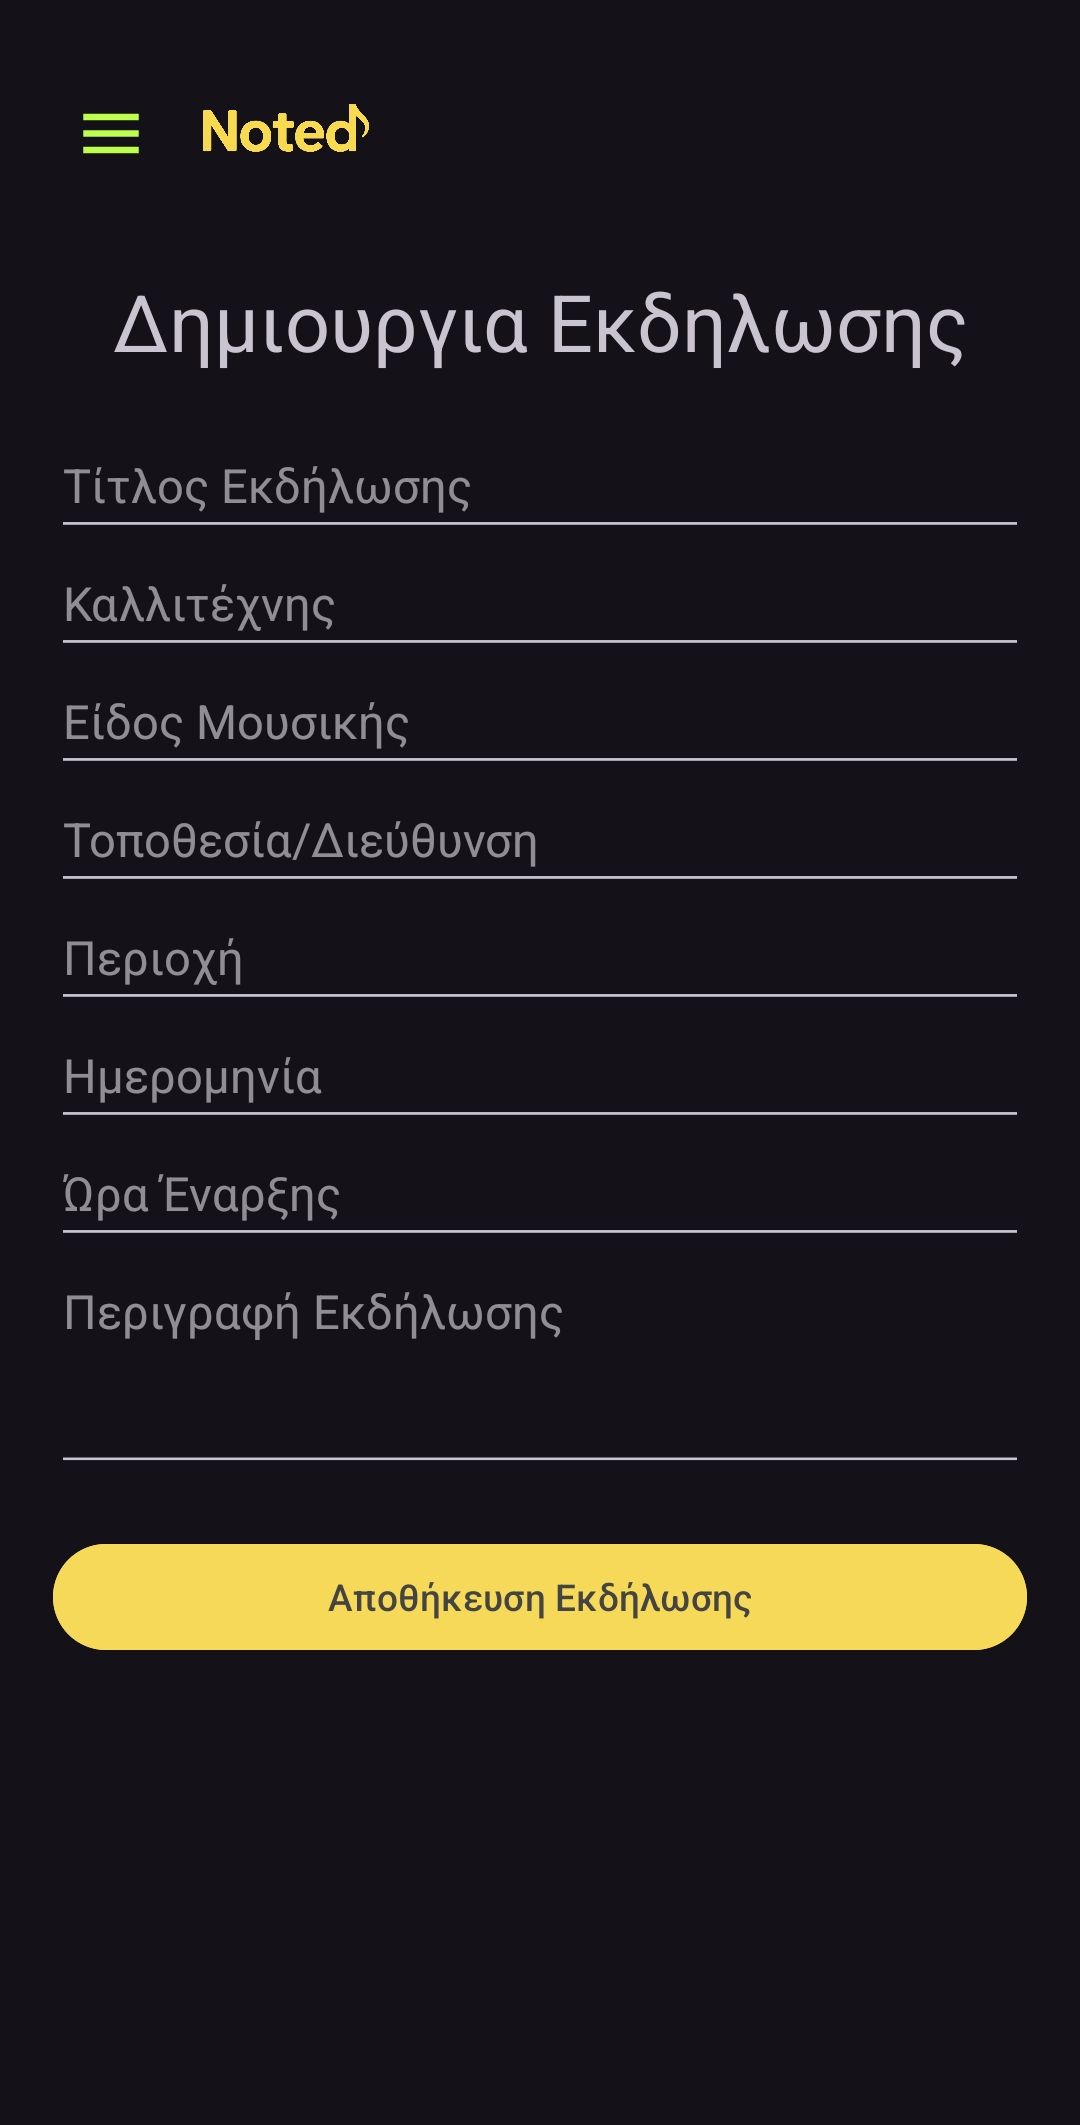 Noted
Δημιουργια Εκδηλωσης
Τίτλος Εκδήλωσης
Καλλιτέχνης
Είδος Μουσικής
Τοποθεσία/Διεύθυνση
Περιοχή
Ημερομηνία
Ώρα Έναρξης
Περιγραφή Εκδήλωσης
Αποθήκευση Εκδήλωσης